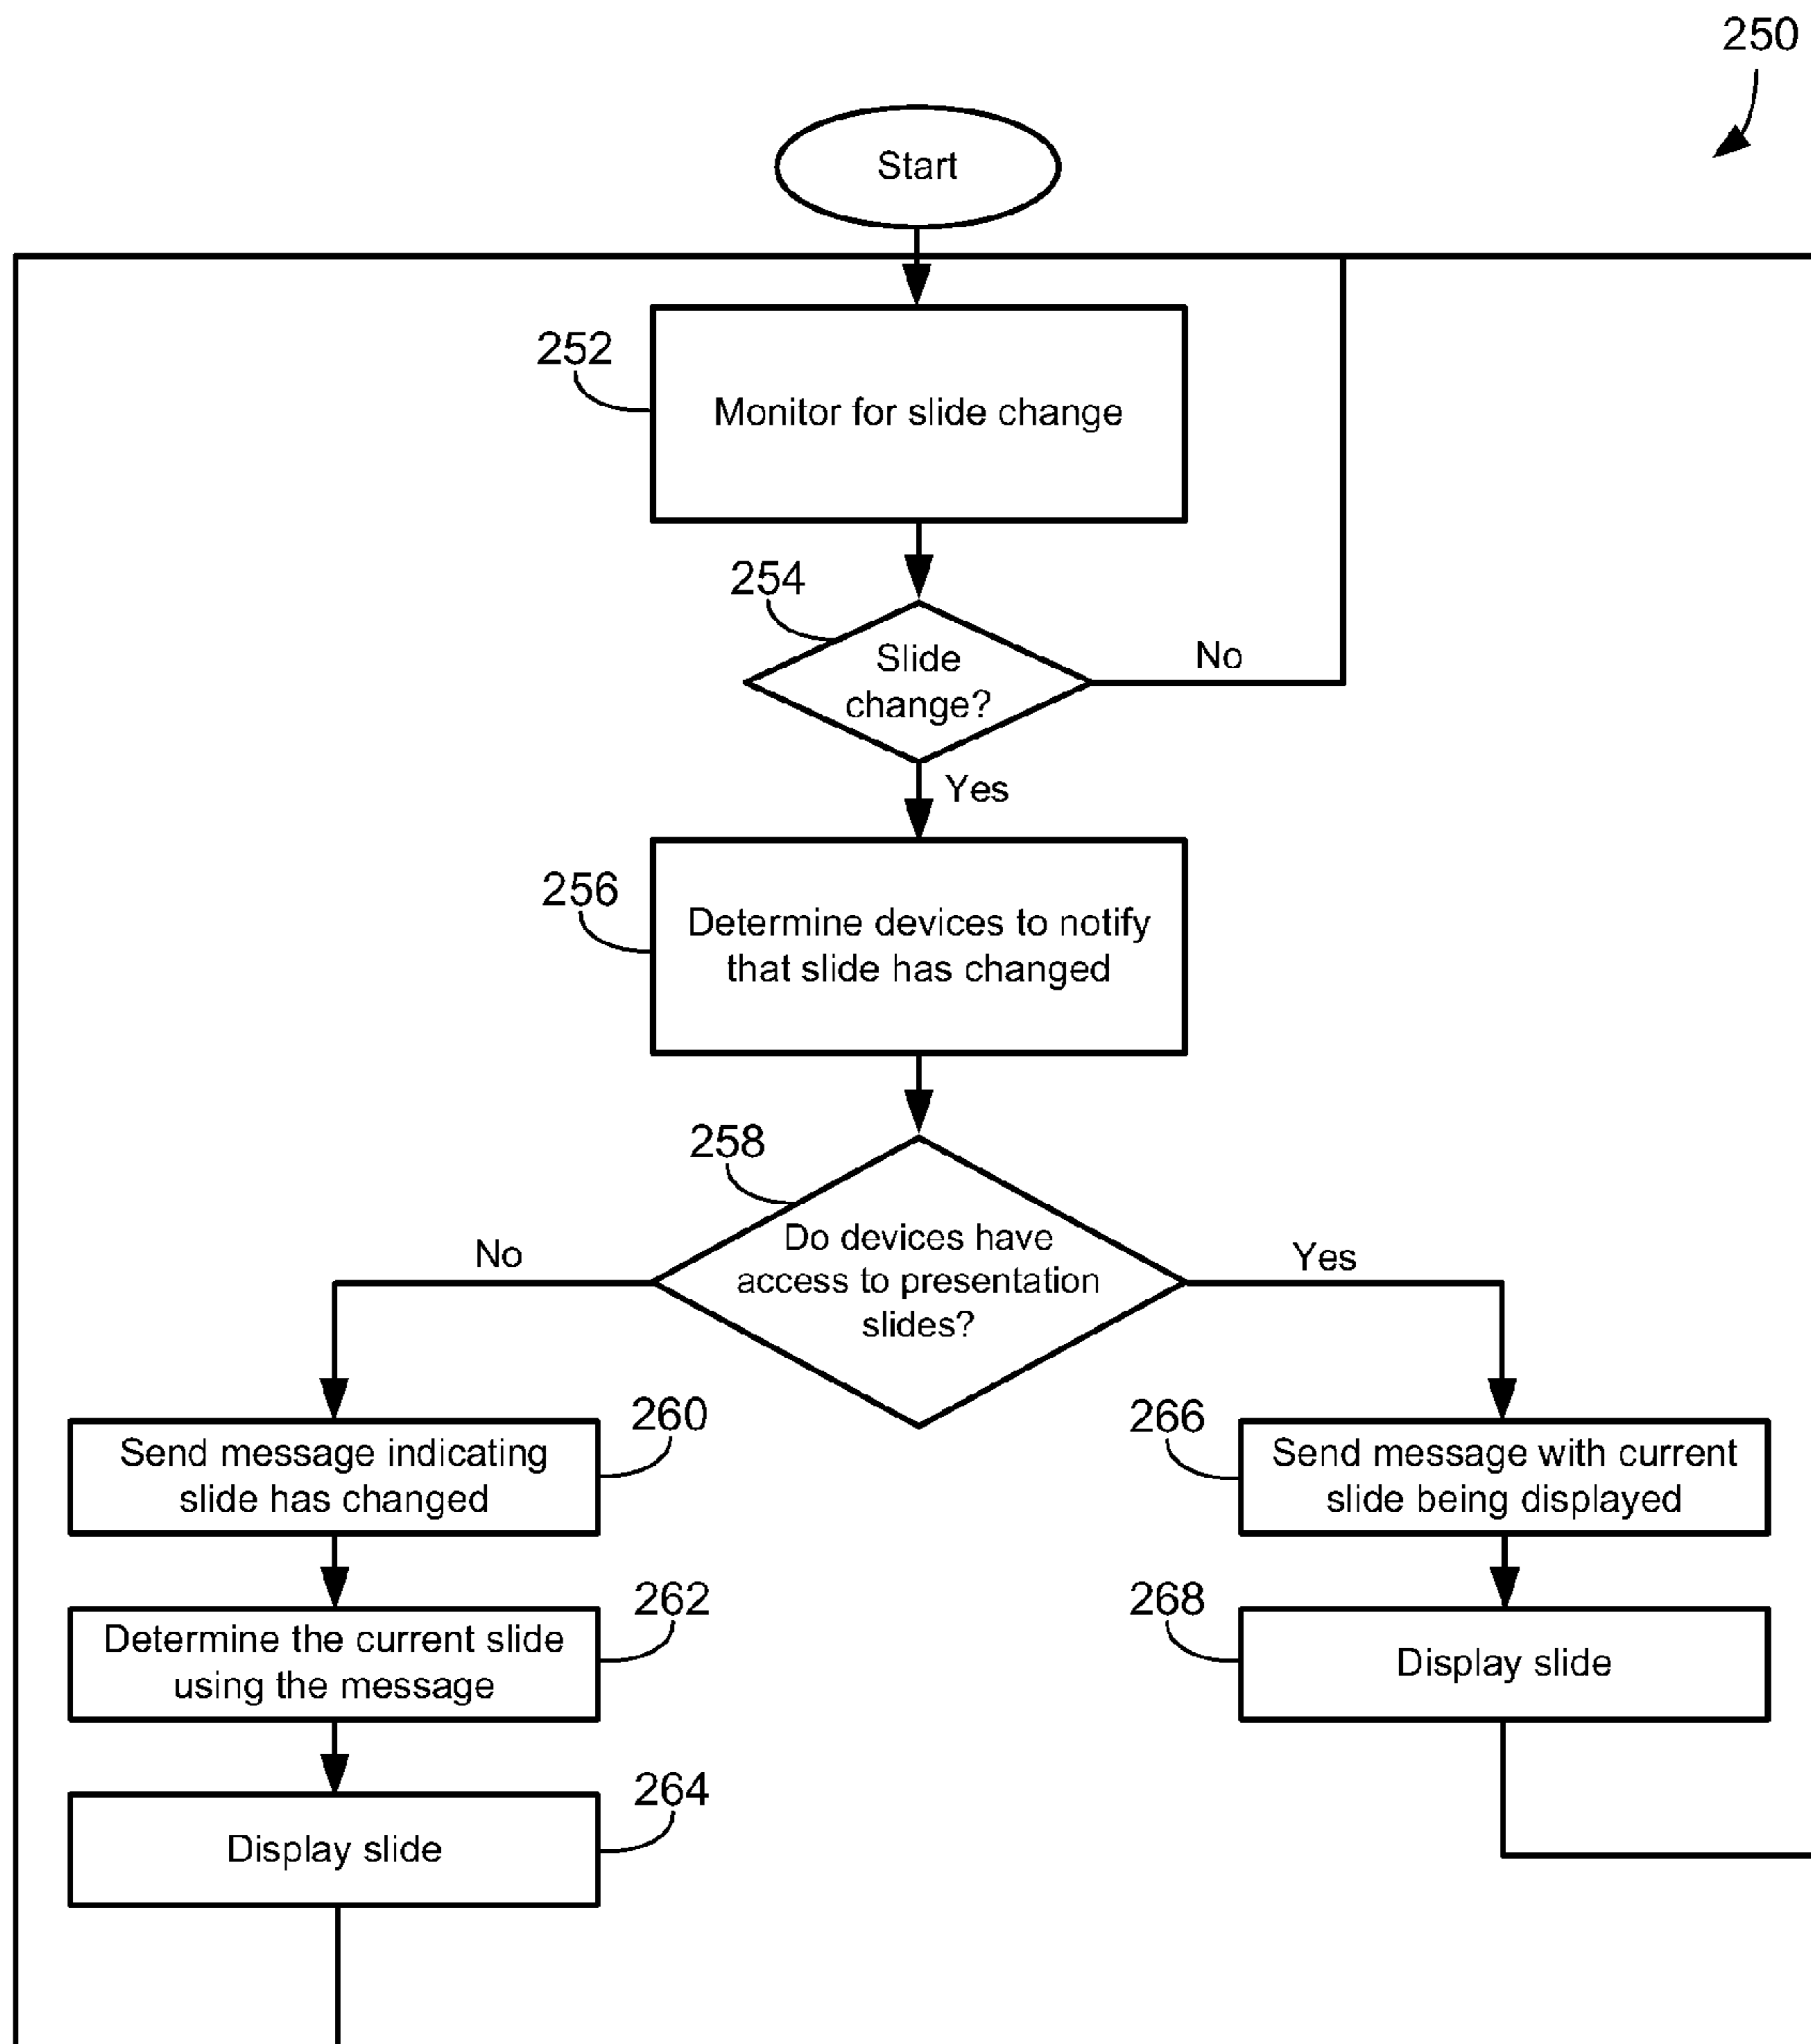 250
Start
252
Monitor for slide change
254
Slide
change?
No
Yes
256
Determine devices to notify
that slide has changed
258
Do devices have
access to presentation
slides?
No
Yes
260
Send message indicating
slide has changed
266
Send message with current
slide being displayed
262
Determine the current slide
using the message
268
Display slide
264
Display slide